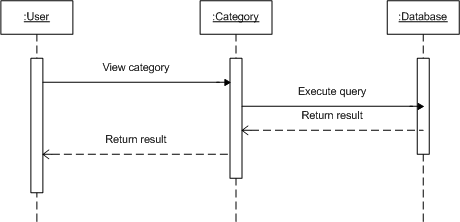 :User
:Category
:Database
View category
Execute query
Return result
Return result